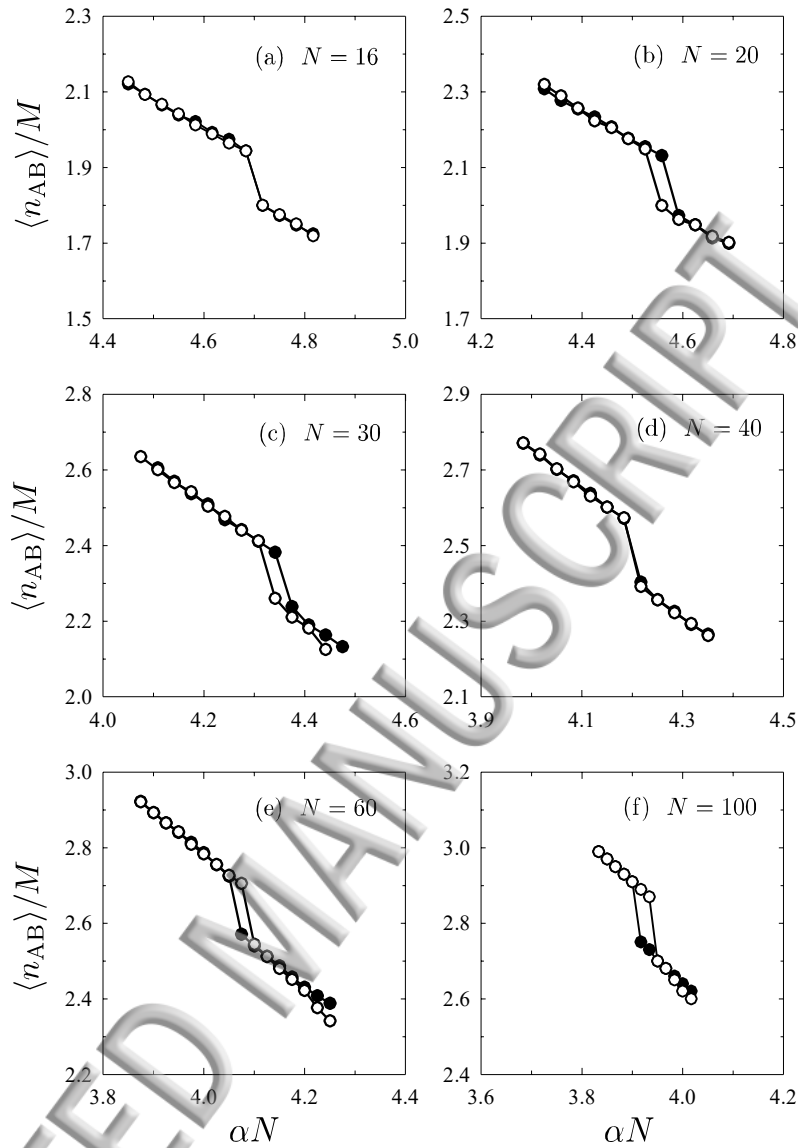 2.3
2.1
1.9
1.7
1.5
⟨n_AB⟩/M
(a) N = 16
4.4 4.6 4.8 5.0
2.5
2.3
2.1
1.9
1.7
(b) N = 20
4.2 4.4 4.6 4.8
2.8
2.6
2.4
2.2
2.0
⟨n_AB⟩/M
(c) N = 30
4.0 4.2 4.4 4.6
2.9
2.7
2.5
2.3
2.1
(d) N = 40
3.9 4.1 4.3 4.5
3.0
2.8
2.6
2.4
2.2
⟨n_AB⟩/M
(e) N = 60
3.8 4.0 4.2 4.4
αN
3.2
3.0
2.8
2.6
2.4
(f) N = 100
3.6 3.8 4.0 4.2
αN
ED MANUSCRIPT